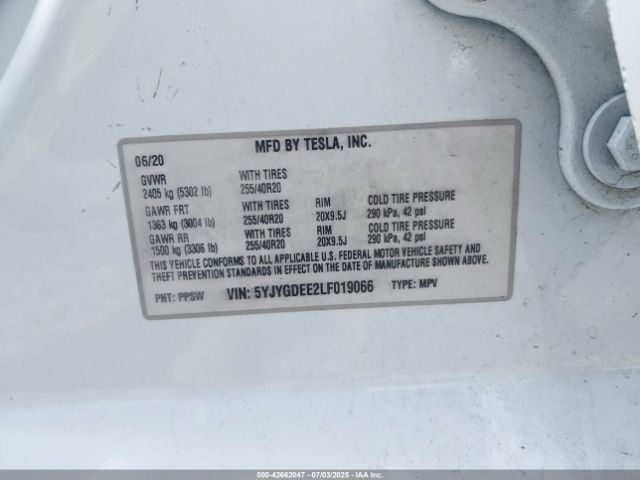 MFD BY TESLA, INC.
06/20
GVWR WITH TIRES
2405 kg (5302 lb) 255/40R20
GAWR FRT WITH TIRES RIM COLD TIRE PRESSURE
1363 kg (3004 lb) 255/40R20 20X9.5J 290 kPa, 42 psi
GAWR RR WITH TIRES RIM COLD TIRE PRESSURE
1500 kg (3306 lb) 255/40R20 20X9.5J 290 kPa, 42 psi
THIS VEHICLE CONFORMS TO ALL APPLICABLE U.S. FEDERAL MOTOR VEHICLE SAFETY AND
THEFT PREVENTION STANDARDS IN EFFECT ON THE DATE OF MANUFACTURE SHOWN ABOVE.
PNT: PPSW VIN: 5YJYGDEE2LF019066 TYPE: MPV
000-42662047 - 07/03/2025 - IAA Inc.